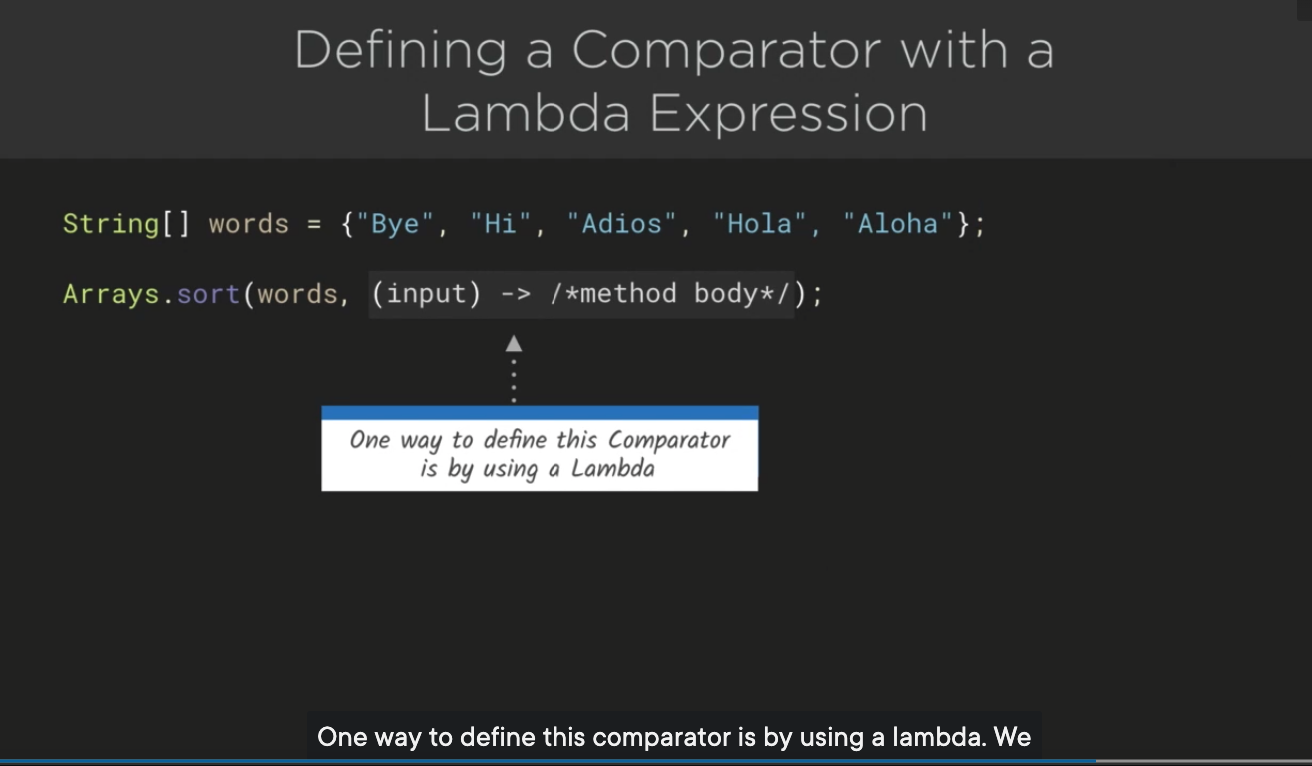 Defining a Comparator with a
Lambda Expression
String[] words = {"Bye", "Hi", "Adios", "Hola", "Aloha"};
Arrays.sort(words, (input) -> /*method body*/);
One way to define this Comparator
is by using a Lambda
One way to define this comparator is by using a lambda. We